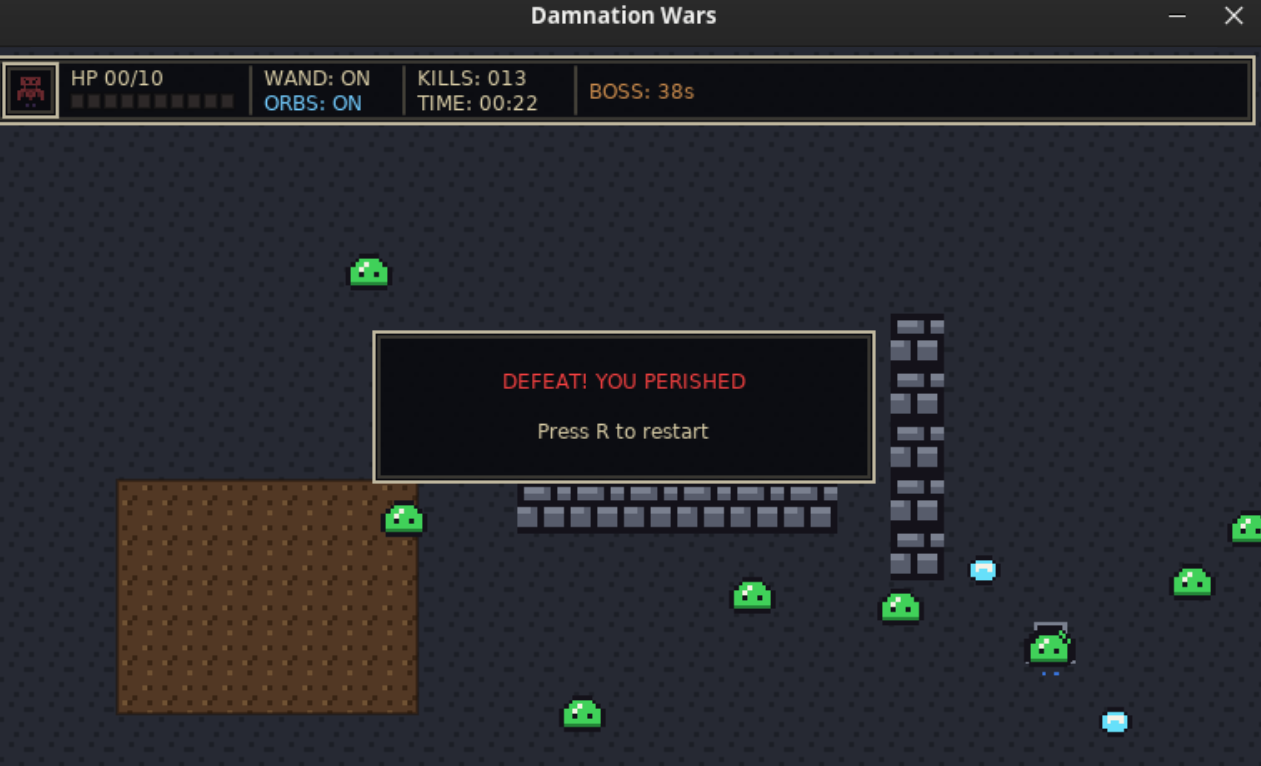 Damnation Wars
HP 00/10
WAND: ON
ORBS: ON
KILLS: 013
TIME: 00:22
BOSS: 38s
DEFEAT! YOU PERISHED
Press R to restart